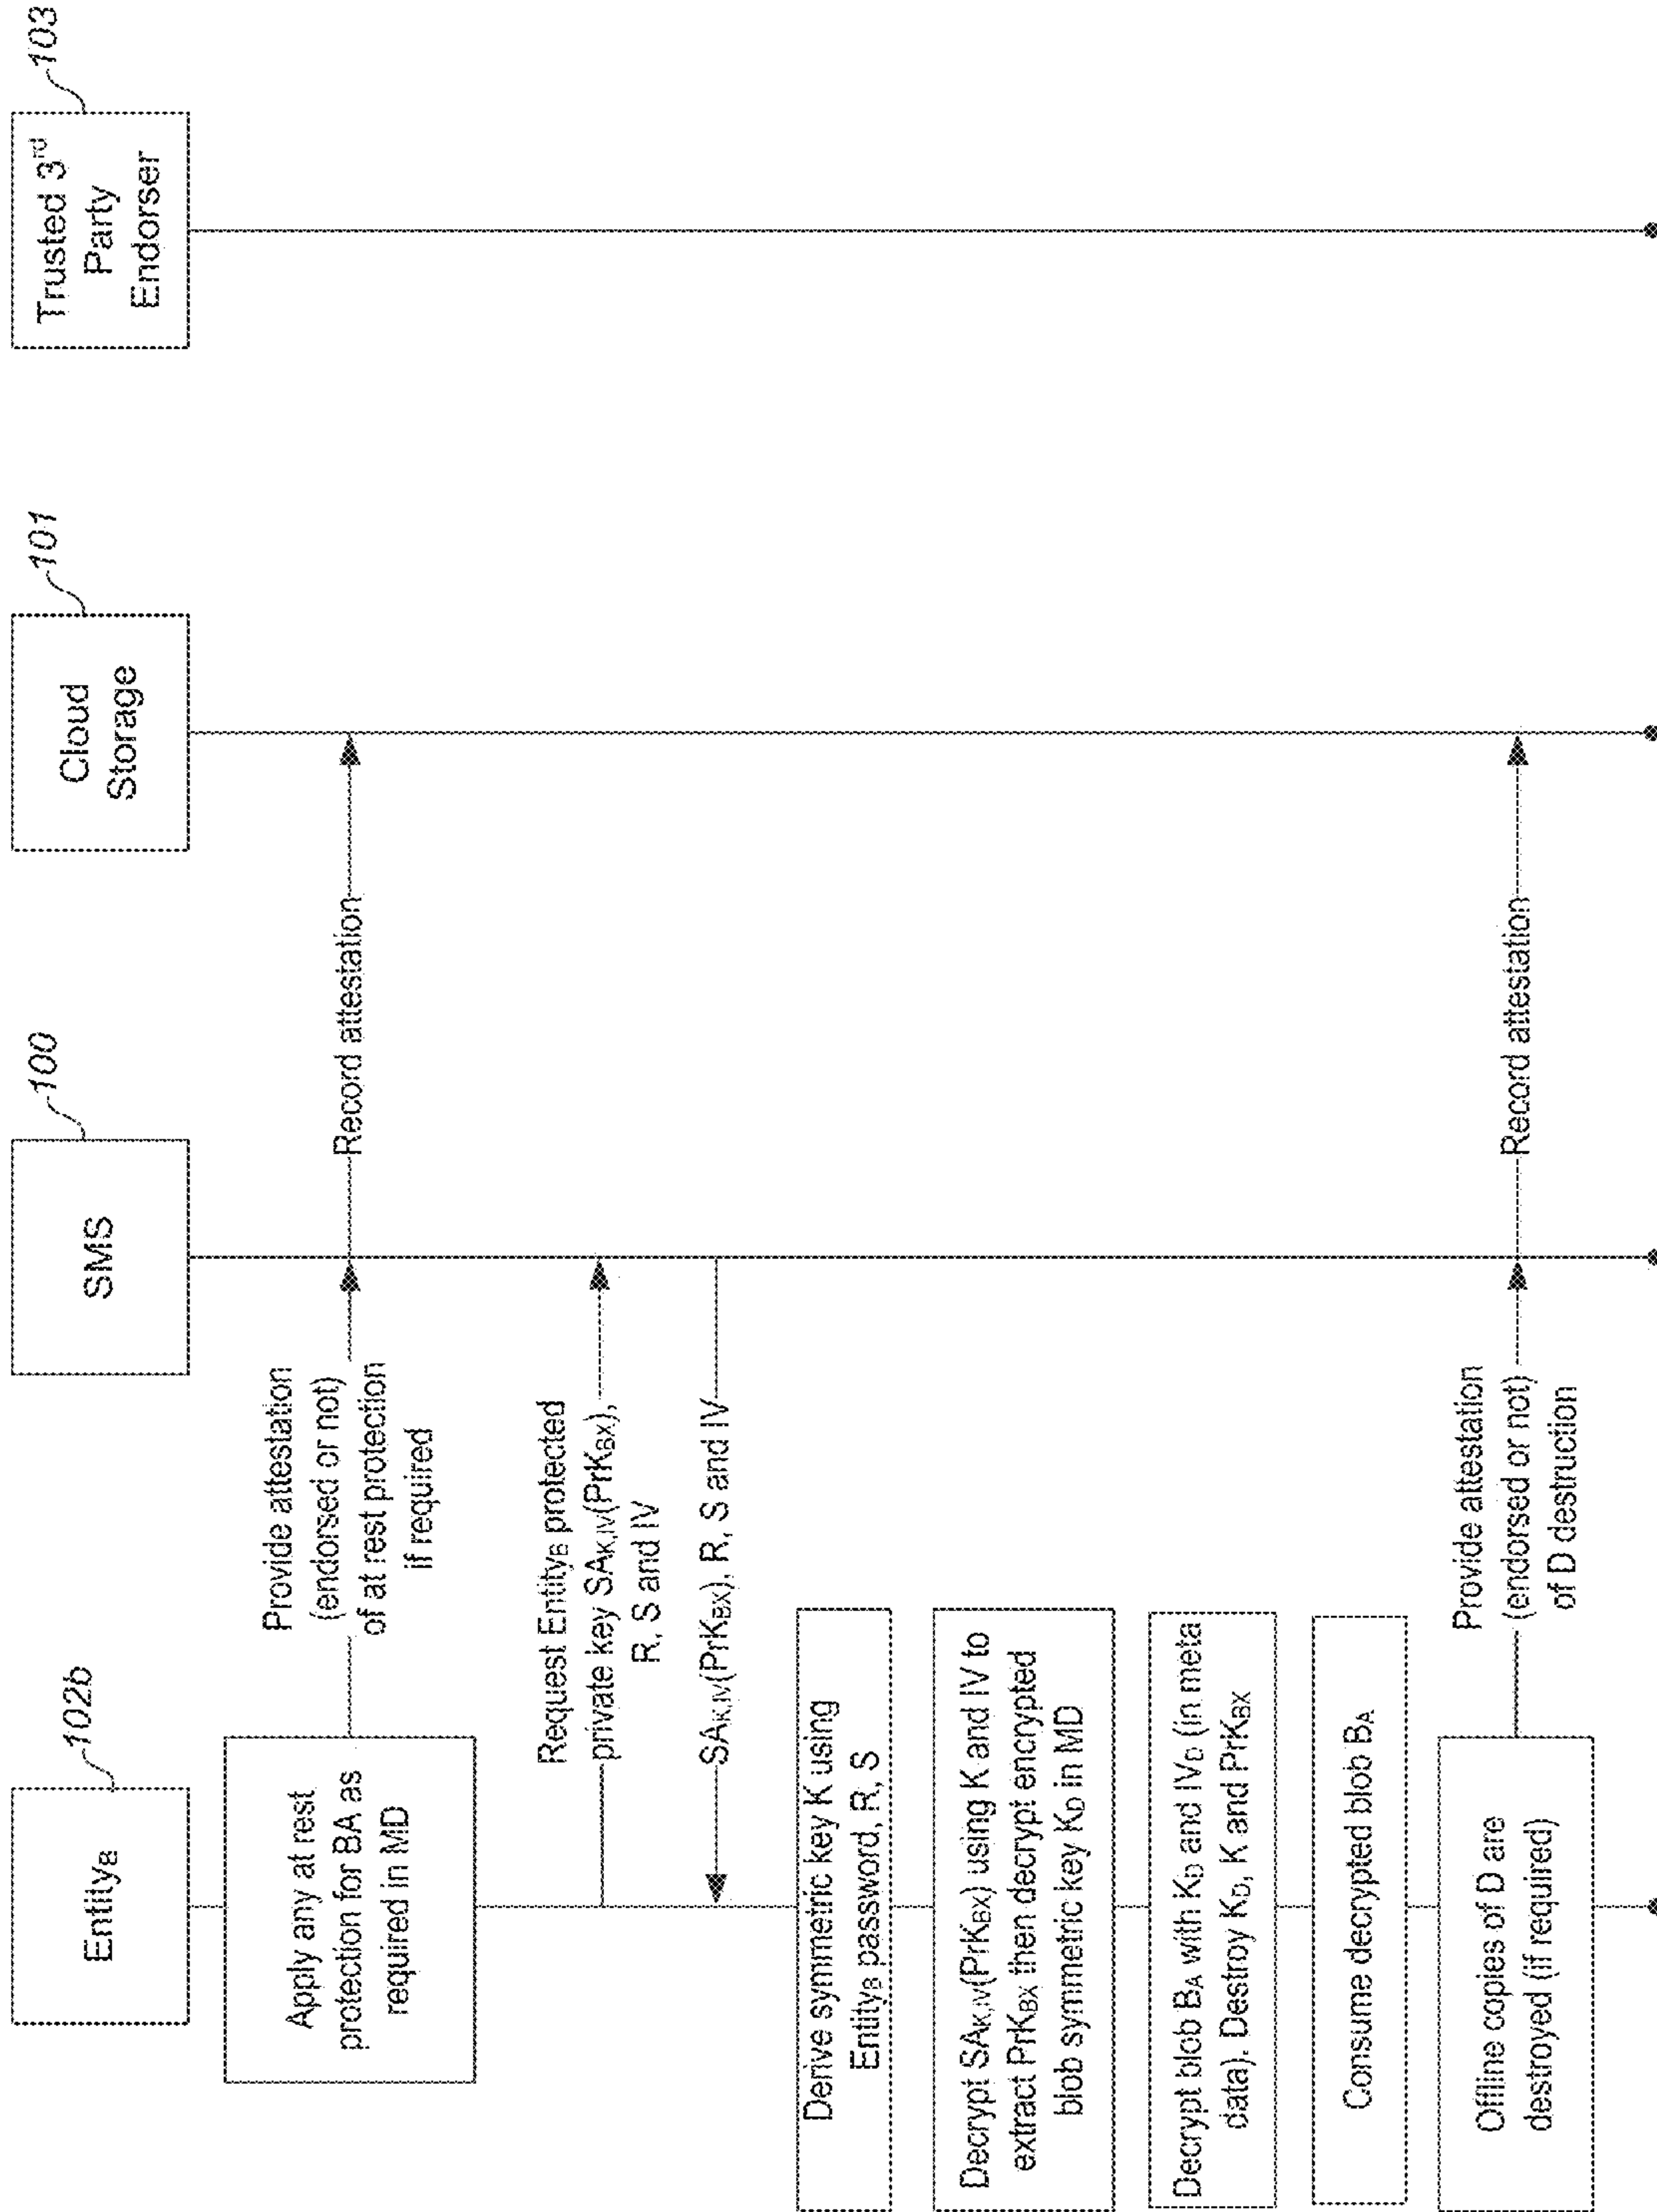 Entity_B
102b
SMS
100
Cloud
Storage
101
Trusted 3rd
Party
Endorser
103
Apply any at rest
protection for BA as
required in MD
Provide attestation
(endorsed or not)
of at rest protection
if required
Record attestation
Request Entity_B protected
private key SA_K,IV(PrK_BX),
R, S and IV
SA_K,IV(PrK_BX), R, S and IV
Derive symmetric key K using
Entity_B password, R, S
Decrypt SA_K,IV(PrK_BX) using K and IV to
extract PrK_BX then decrypt encrypted
blob symmetric key K_D in MD
Decrypt blob B_A with K_D and IV_D (in meta
data). Destroy K_D, K and PrK_BX
Consume decrypted blob B_A
Offline copies of D are
destroyed (if required)
Provide attestation
(endorsed or not)
of D destruction
Record attestation